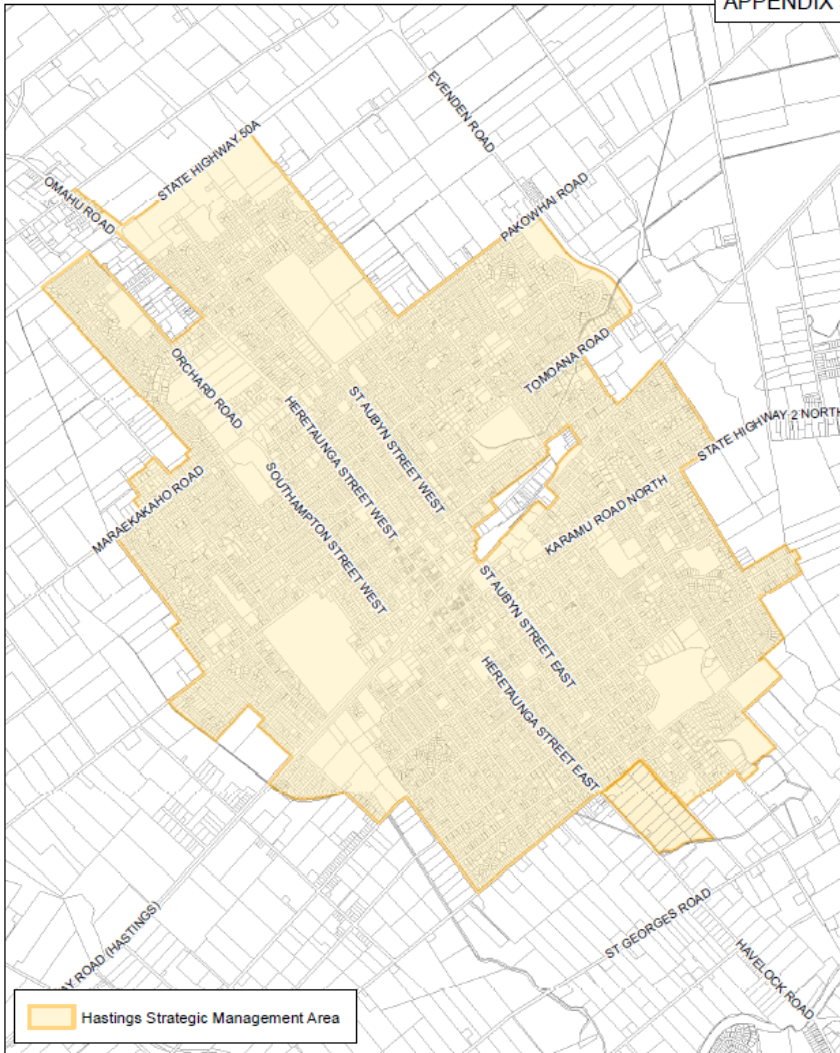 APPENDIX
EVENDEN ROAD
STATE HIGHWAY 50A
OMAHU ROAD
PAKOWHAI ROAD
TOMOANA ROAD
ORCHARD ROAD
ST AUBYN STREET WEST
HERETAUNGA STREET WEST
STATE HIGHWAY 2 NORTH
SOUTHAMPTON STREET WEST
MARAEKAKAHO ROAD
KARAMU ROAD NORTH
ST AUBYN STREET EAST
HERETAUNGA STREET EAST
ST GEORGES ROAD
AY ROAD (HASTINGS)
HAVELOCK ROAD
Hastings Strategic Management Area